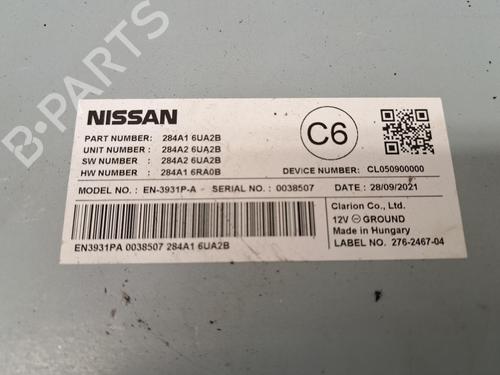 B-PARTS
NISSAN
PART NUMBER: 284A1 6UA2B
UNIT NUMBER: 284A2 6UA2B
SW NUMBER: 284A2 6UA2B
HW NUMBER: 284A1 6RA0B
C6
DEVICE NUMBER: CL050900000
MODEL NO.: EN-3931P-A SERIAL NO.: 0038507 DATE: 28/09/2021
EN3931PA 0038507 284A1 6UA2B
Clarion Co., Ltd.
12V ⊖ GROUND
Made in Hungary
LABEL NO. 276-2467-04